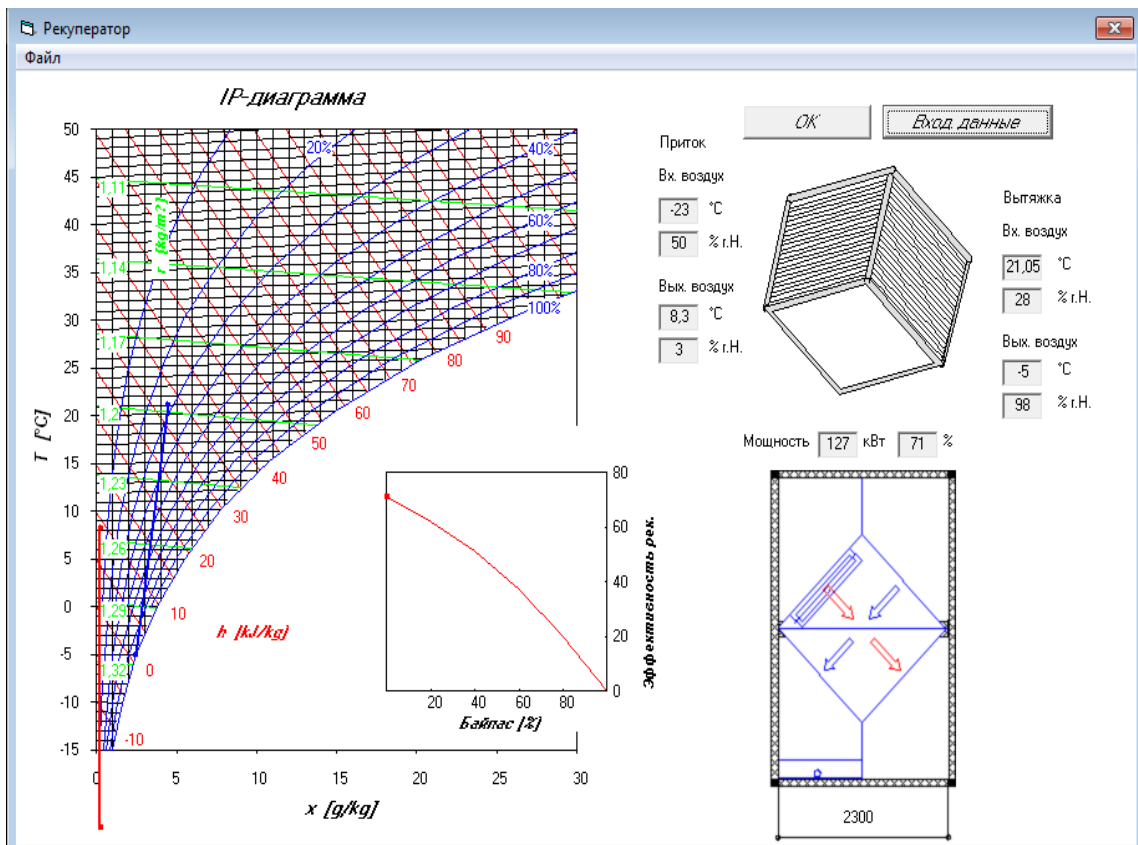 Рекуператор
Файл
IP-диаграмма
50
45
40
35
30
25
20
15
10
5
0
-5
-10
-15
T [°C]
1,11
1,14
1,17
1,2
1,23
1,26
1,29
1,32
r [kg/m?]
20%
40%
60%
80%
100%
90
80
70
60
50
40
30
20
10
0
-10
h [kJ/kg]
0
5
10
15
20
25
30
x [g/kg]
80
60
40
20
0
Эффективность рек.
20
40
60
80
Байпас [%]
OK
Вход. данные
Приток
Вх. воздух
-23 °C
50 % r.H.
Вых. воздух
8,3 °C
3 % r.H.
Вытяжка
Вх. воздух
21,05 °C
28 % r.H.
Вых. воздух
-5 °C
98 % r.H.
Мощность 127 кВт 71 %
2300